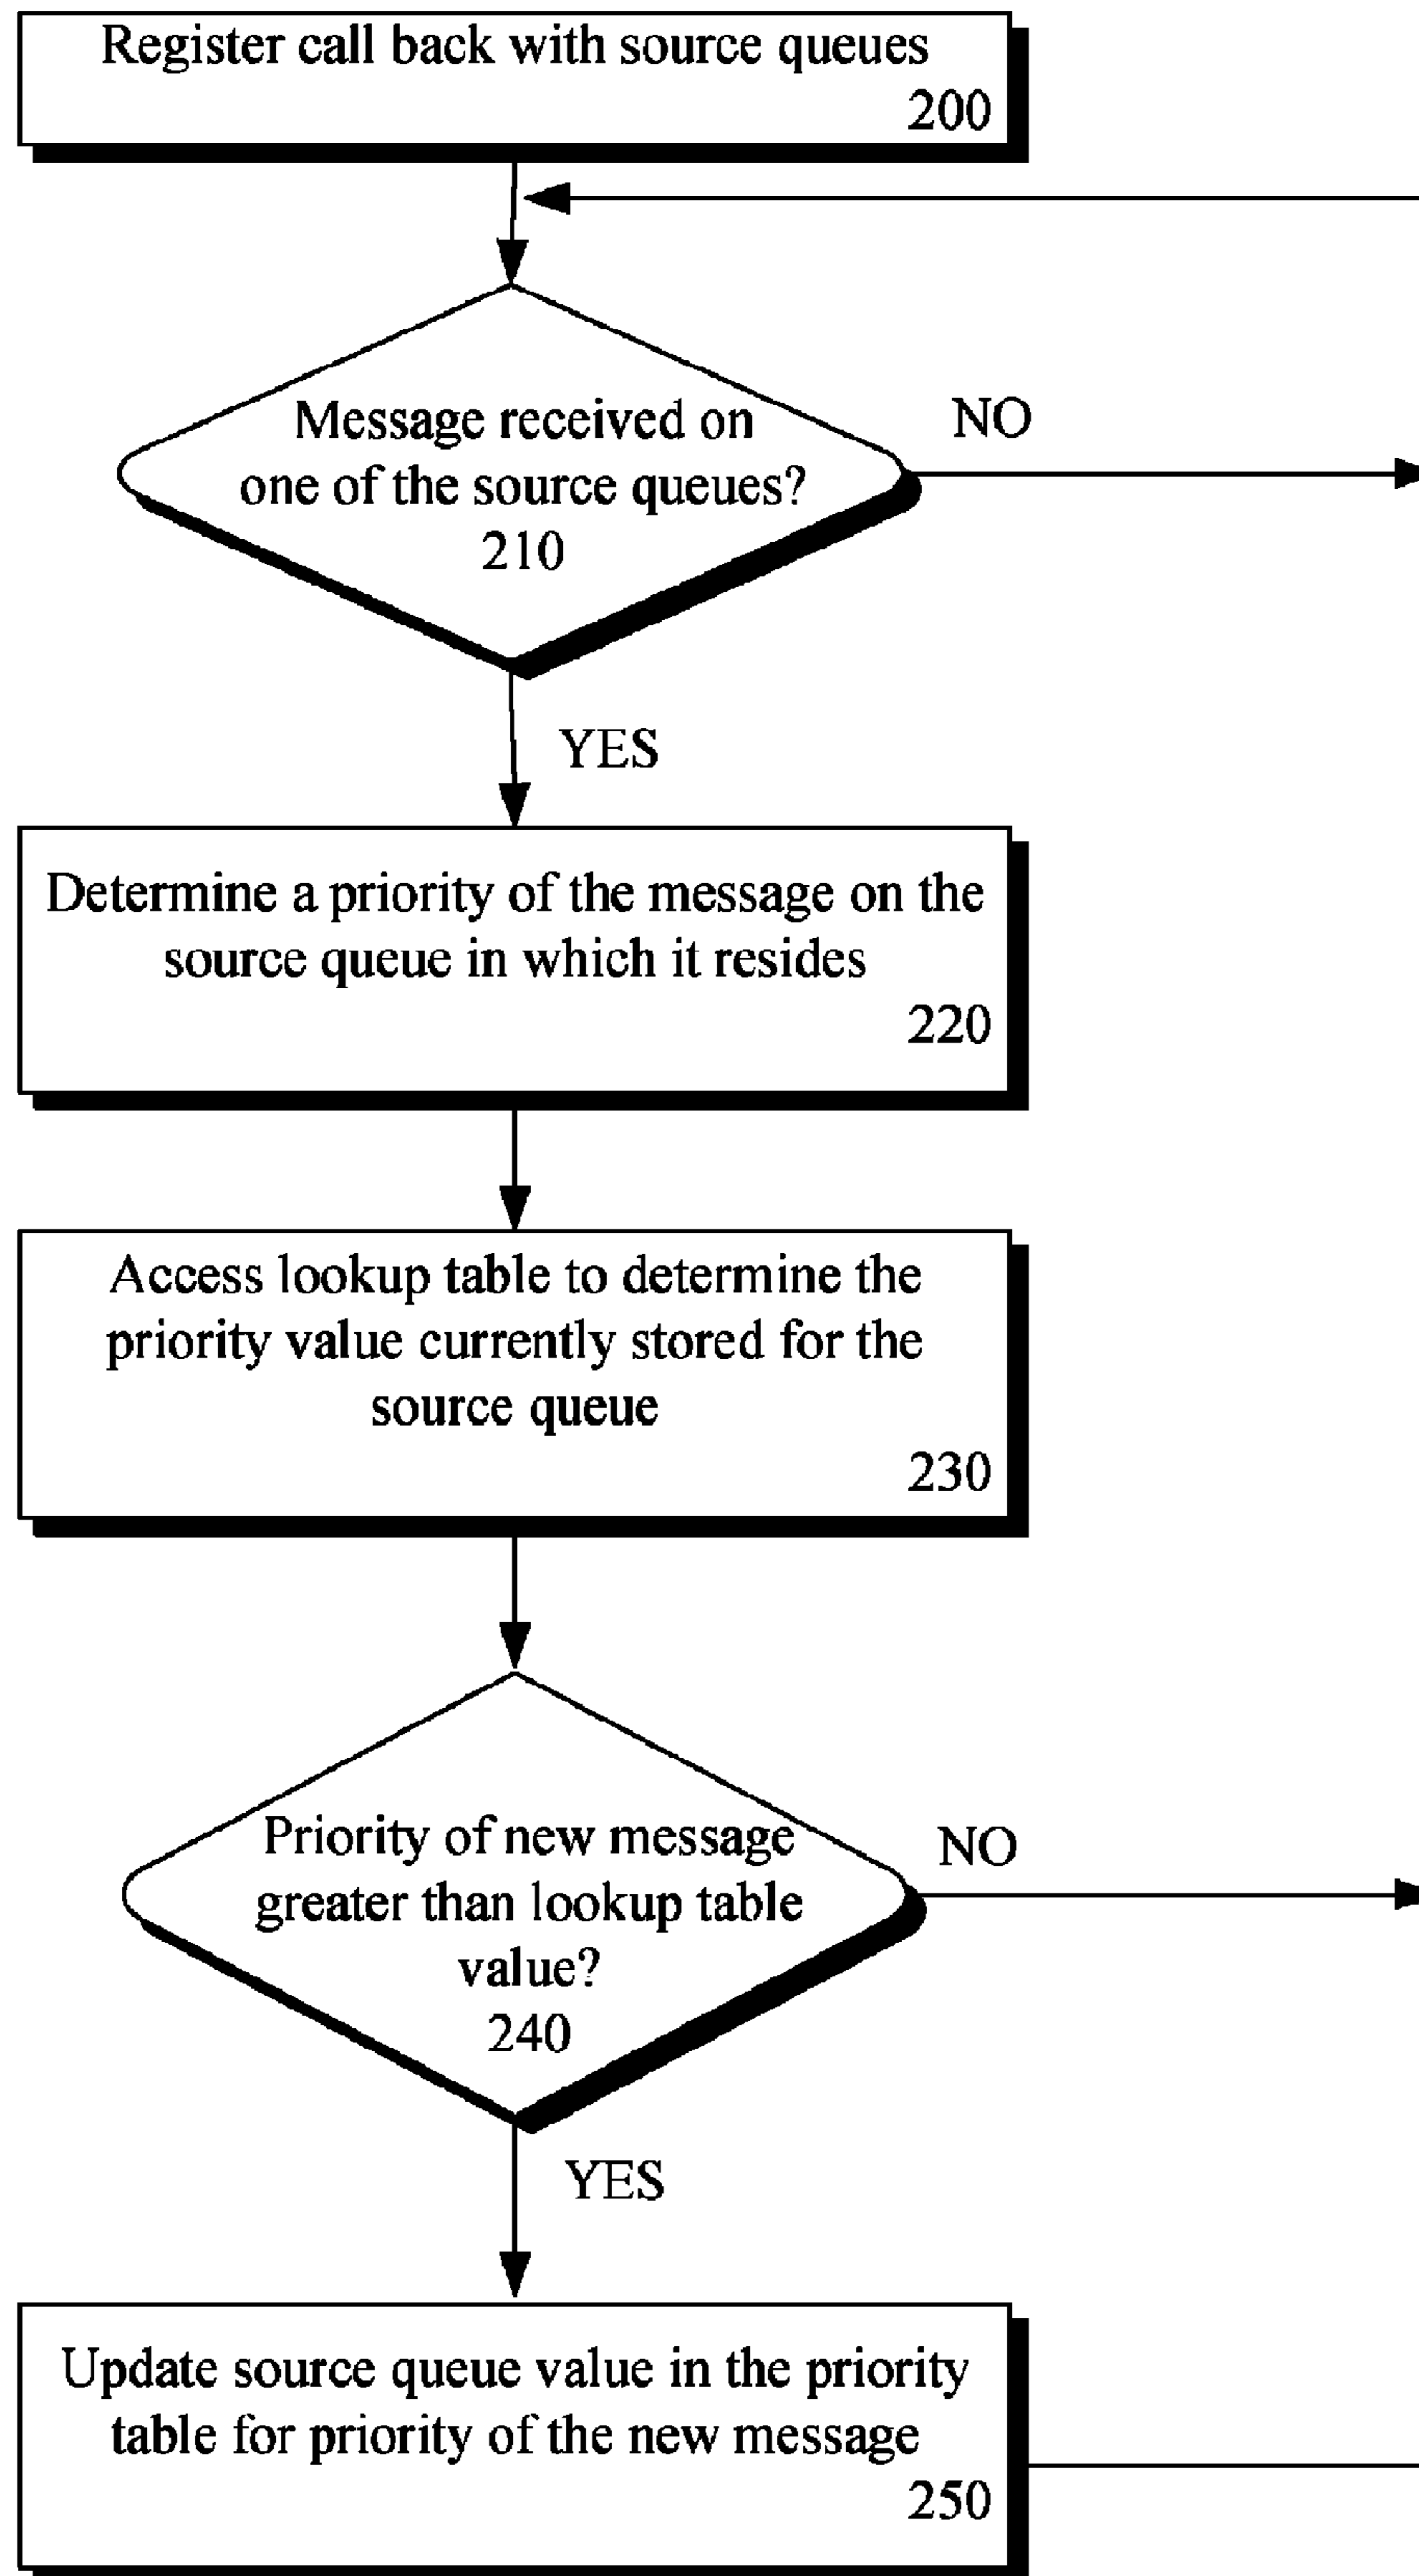 Register call back with source queues
200
Message received on
one of the source queues?
210
NO
YES
Determine a priority of the message on the
source queue in which it resides
220
Access lookup table to determine the
priority value currently stored for the
source queue
230
Priority of new message
greater than lookup table
value?
240
NO
YES
Update source queue value in the priority
table for priority of the new message
250